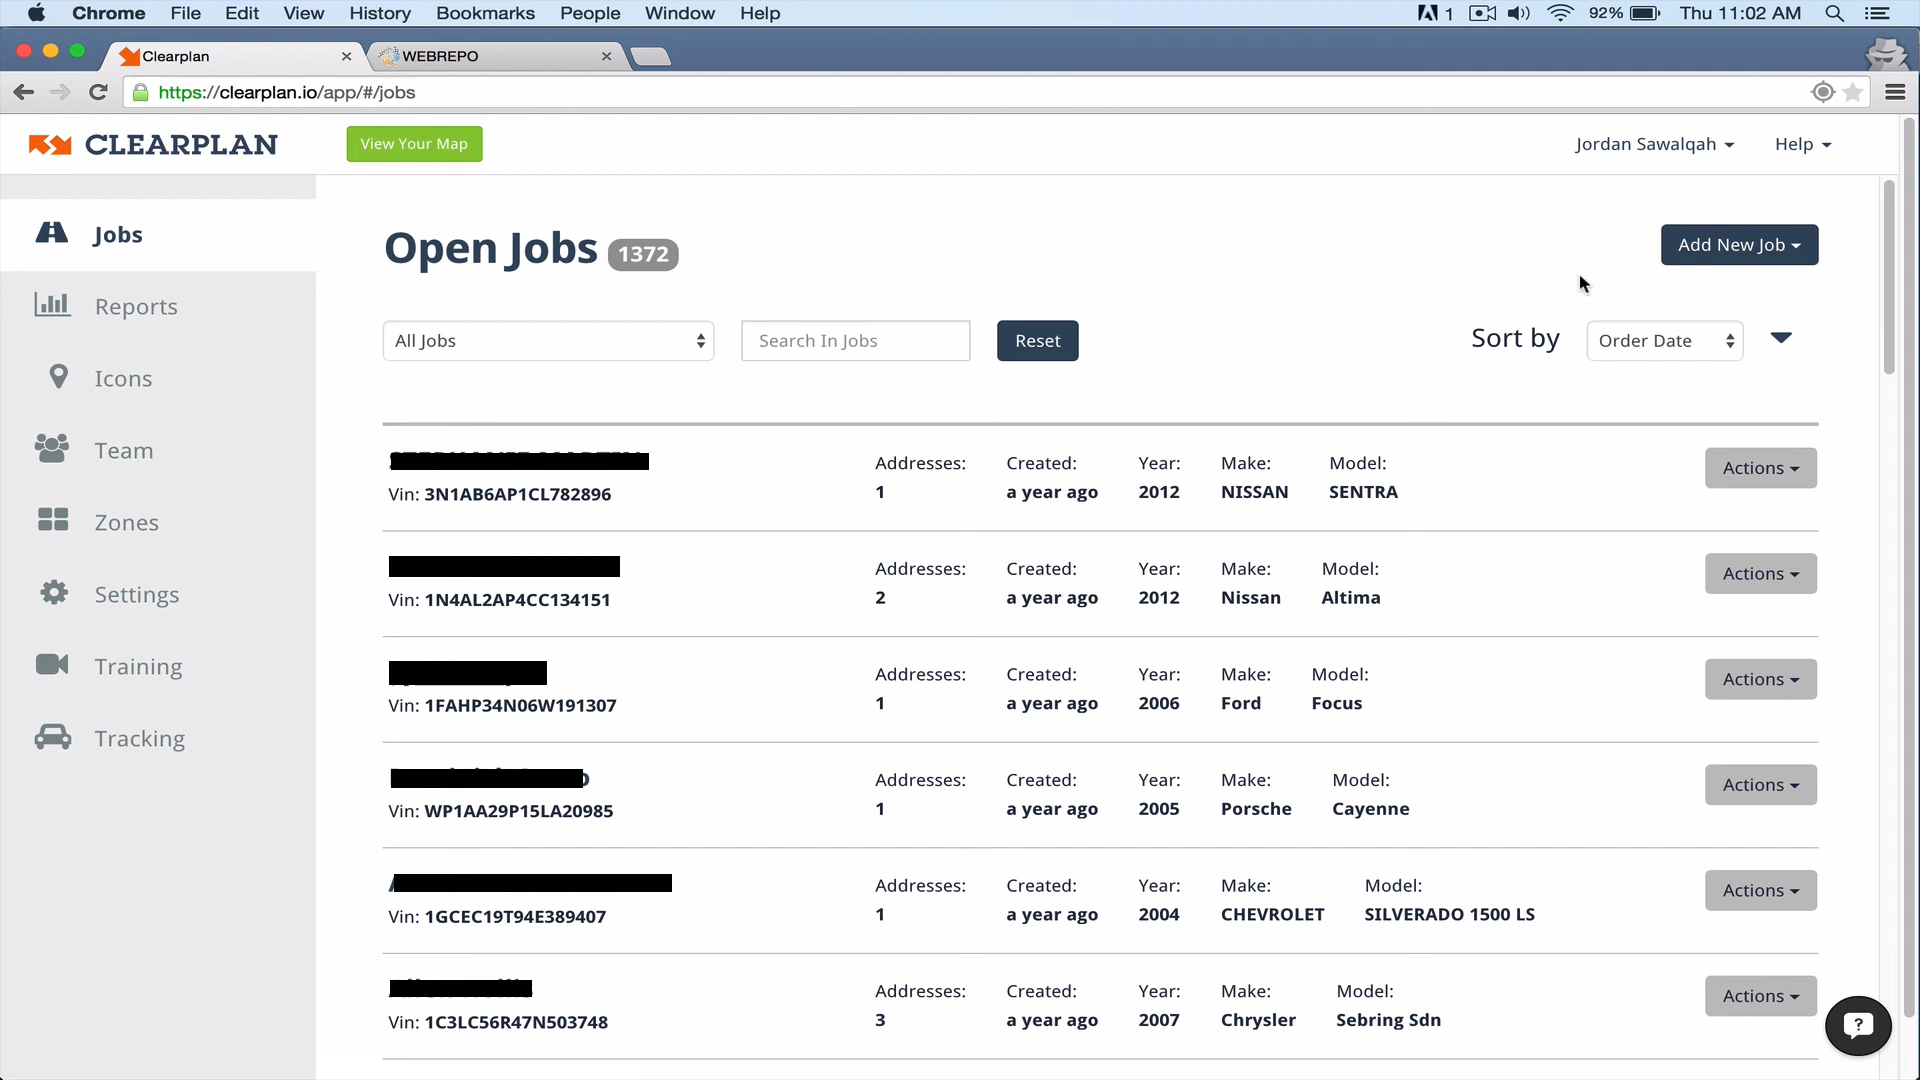 Chrome File Edit View History Bookmarks People Window Help 1 92% Thu 11:02 AM
Clearplan WEBREPO
https://clearplan.io/app/#/jobs
CLEARPLAN View Your Map Jordan Sawalqah Help
Jobs
Reports
Icons
Team
Zones
Settings
Training
Tracking
Open Jobs 1372 Add New Job
All Jobs Search In Jobs Reset Sort by Order Date
Addresses: Created: Year: Make: Model: Actions
Vin: 3N1AB6AP1CL782896 1 a year ago 2012 NISSAN SENTRA
Addresses: Created: Year: Make: Model: Actions
Vin: 1N4AL2AP4CC134151 2 a year ago 2012 Nissan Altima
Addresses: Created: Year: Make: Model: Actions
Vin: 1FAHP34N06W191307 1 a year ago 2006 Ford Focus
Addresses: Created: Year: Make: Model: Actions
Vin: WP1AA29P15LA20985 1 a year ago 2005 Porsche Cayenne
Addresses: Created: Year: Make: Model: Actions
Vin: 1GCEC19T94E389407 1 a year ago 2004 CHEVROLET SILVERADO 1500 LS
Addresses: Created: Year: Make: Model: Actions
Vin: 1C3LC56R47N503748 3 a year ago 2007 Chrysler Sebring Sdn